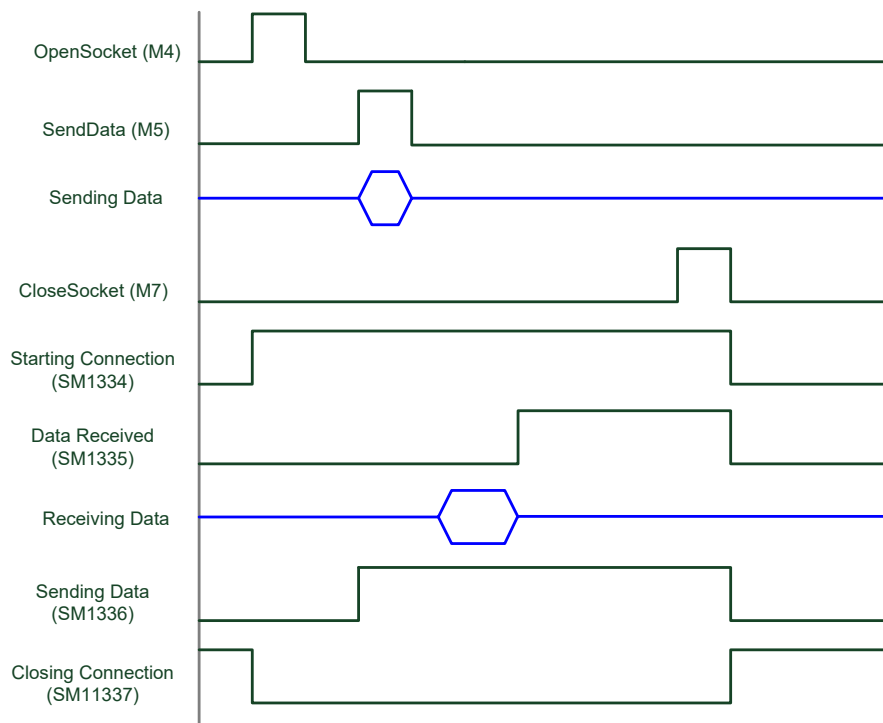 OpenSocket (M4)
SendData (M5)
Sending Data
CloseSocket (M7)
Starting Connection
(SM1334)
Data Received
(SM1335)
Receiving Data
Sending Data
(SM1336)
Closing Connection
(SM11337)